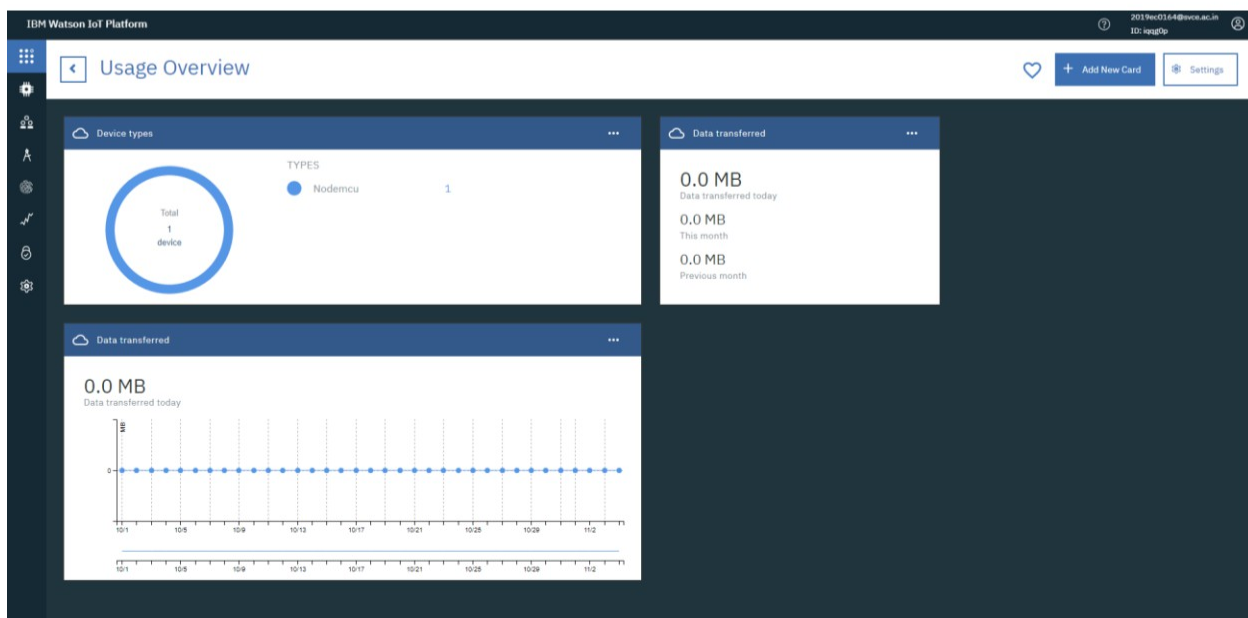 IBM Watson IoT Platform
2019ec0164@svce.ac.in
ID: iqqg0p
Usage Overview
+ Add New Card
Settings
Device types
Total
1
device
TYPES
Nodemcu 1
Data transferred
0.0 MB
Data transferred today
0.0 MB
This month
0.0 MB
Previous month
Data transferred
0.0 MB
Data transferred today
MB
0
10/1 10/5 10/9 10/13 10/17 10/21 10/25 10/29 11/2
10/1 10/5 10/9 10/13 10/17 10/21 10/25 10/29 11/2